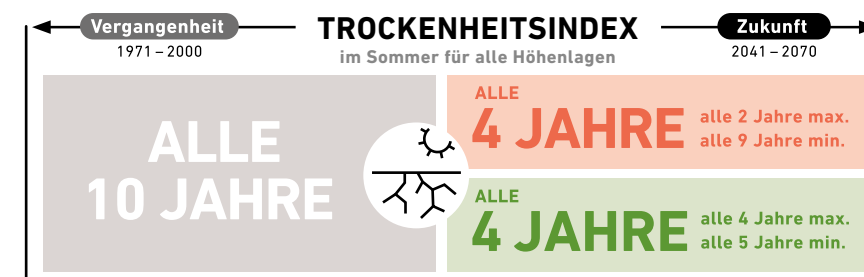 Vergangenheit
1971 – 2000
TROCKENHEITSINDEX
im Sommer für alle Höhenlagen
Zukunft
2041 – 2070
ALLE
10 JAHRE
ALLE
4 JAHRE
alle 2 Jahre max.
alle 9 Jahre min.
ALLE
4 JAHRE
alle 4 Jahre max.
alle 5 Jahre min.